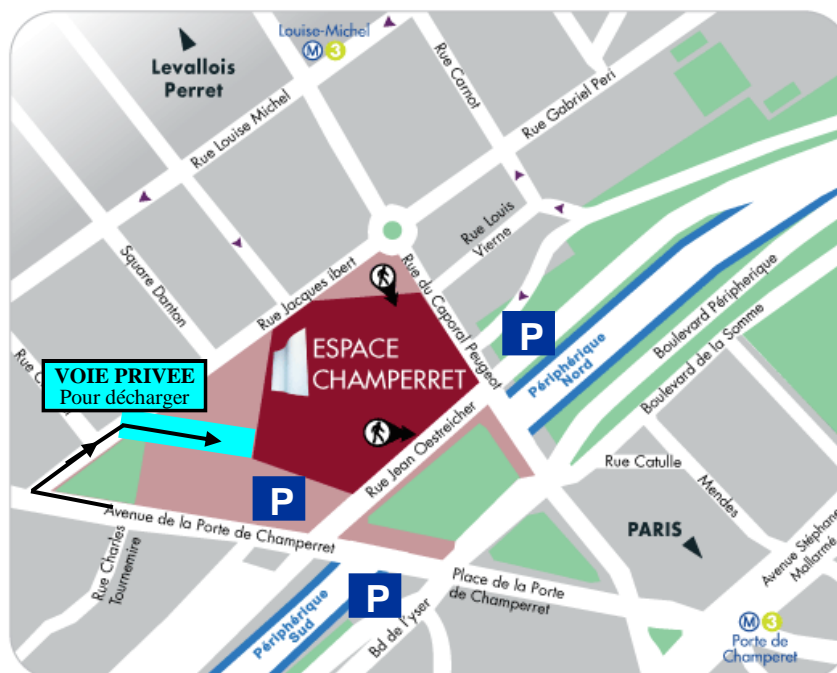 Louise-Michel
M 3
Levallois
Perret
Rue Carnot
Rue Gabriel Peri
Rue Louise Michel
Rue Louis
Vierne
Square Danton
Rue Jacques ibert
Rue du Caporal Peugeot
Boulevard Périphérique
Boulevard de la Somme
P
ESPACE
CHAMPERRET
Périphérique
Nord
Rue C
VOIE PRIVEE
Pour décharger
Rue Jean Oestreicher
Rue Catulle
Mendes
P
Avenue de la Porte de Champerret
PARIS
Avenue Stéphane
Mallarmé
Rue Charles
Tournemire
P
Place de la Porte
de Champerret
Périphérique
Sud
Bd de l'yser
M 3
Porte de
Champeret